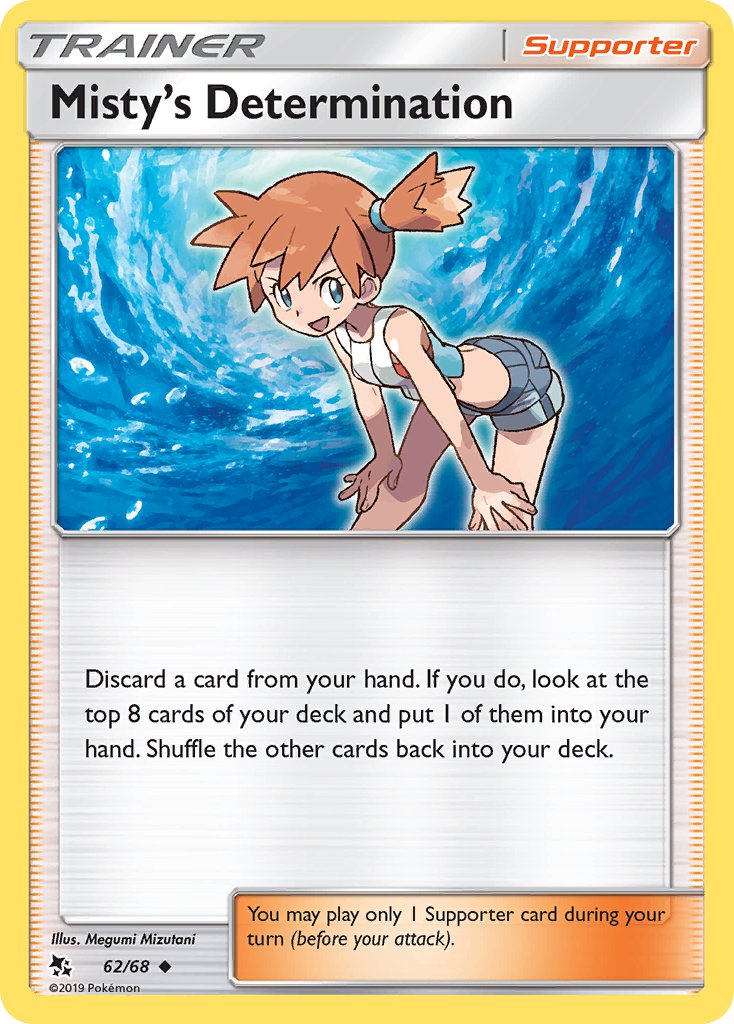 TRAINER
Supporter
Misty's Determination
Discard a card from your hand. If you do, look at the
top 8 cards of your deck and put 1 of them into your
hand. Shuffle the other cards back into your deck.
You may play only 1 Supporter card during your
turn (before your attack).
Illus. Megumi Mizutani
62/68 ◆
©2019 Pokémon